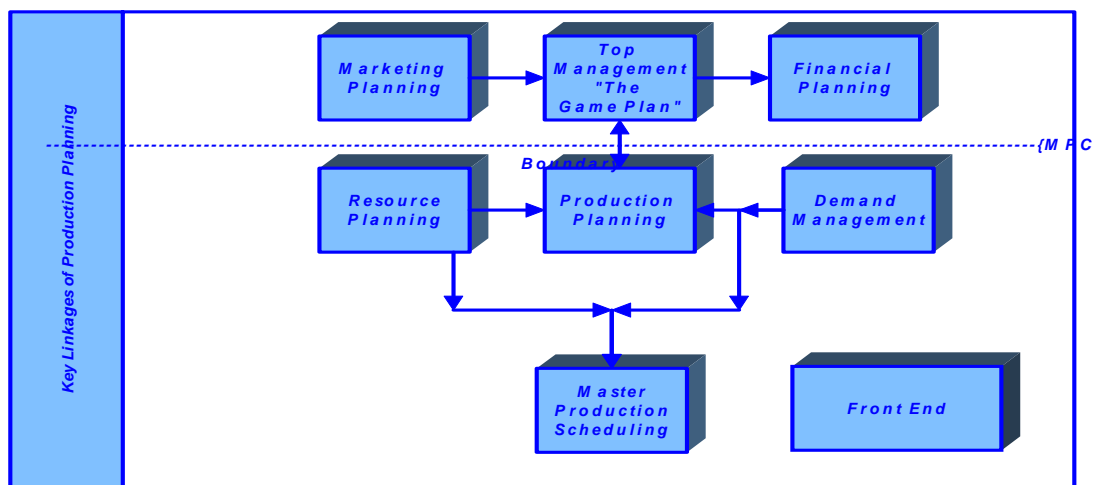 Key Linkages of Production Planning
Marketing
Planning
Top
Management
"The
Game Plan"
Financial
Planning
{MPC
Boundary
Resource
Planning
Production
Planning
Demand
Management
Master
Production
Scheduling
Front End